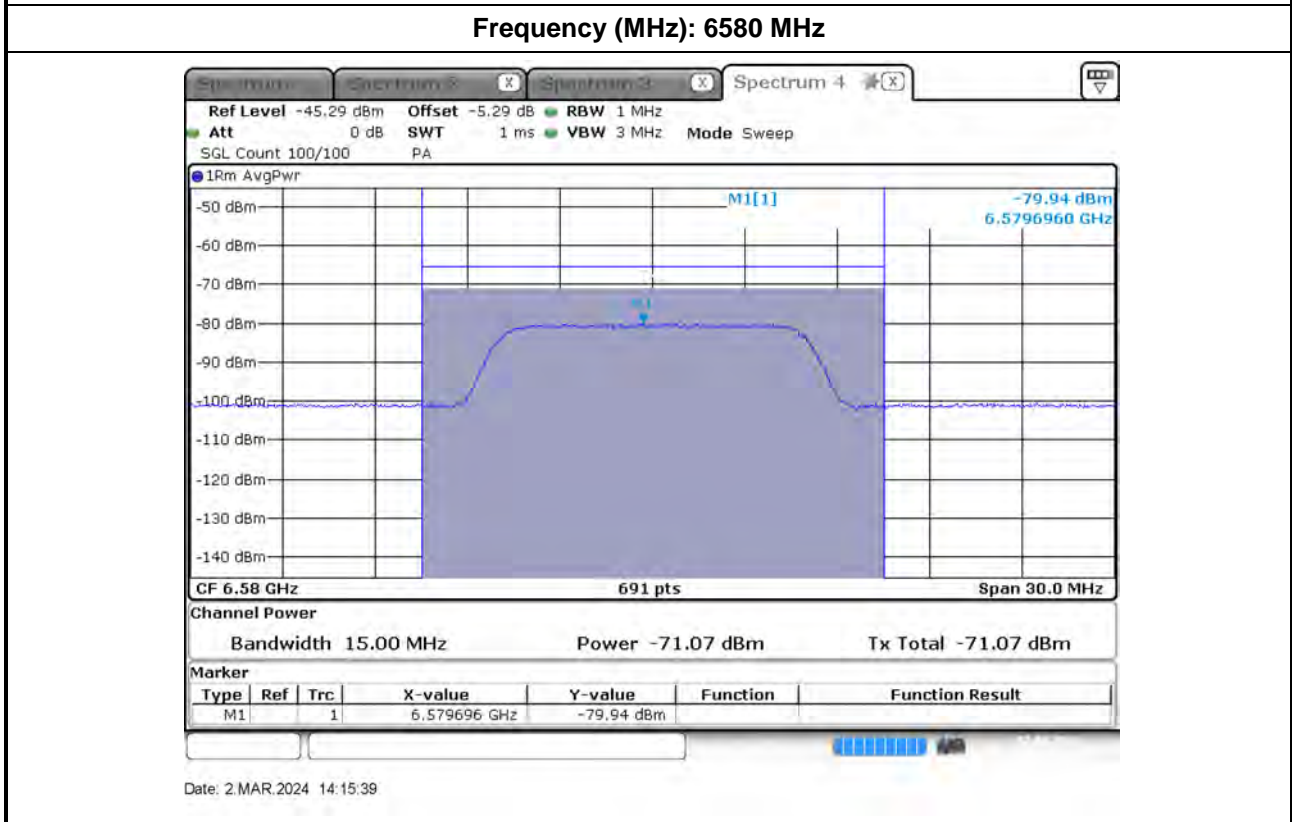 Frequency (MHz): 6580 MHz
Spectrum 4
Ref Level -45.29 dBm Offset -5.29 dB RBW 1 MHz
Att 0 dB SWT 1 ms VBW 3 MHz Mode Sweep
SGL Count 100/100 PA
1Rm AvgPwr
M1[1] -79.94 dBm
6.5796960 GHz
-50 dBm
-60 dBm
-70 dBm
M1
-80 dBm
-90 dBm
-100 dBm
-110 dBm
-120 dBm
-130 dBm
-140 dBm
CF 6.58 GHz 691 pts Span 30.0 MHz
Channel Power
Bandwidth 15.00 MHz Power -71.07 dBm Tx Total -71.07 dBm
Marker
Type Ref Trc X-value Y-value Function Function Result
M1 1 6.579696 GHz -79.94 dBm
Date: 2.MAR.2024 14:15:39